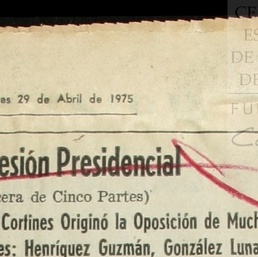 CE
ES
DE
DE
FU
es 29 de Abril de 1975
esión Presidencial
cera de Cinco Partes)
Cortines Originó la Oposición de Much
es: Henríquez Guzmán, González Luna